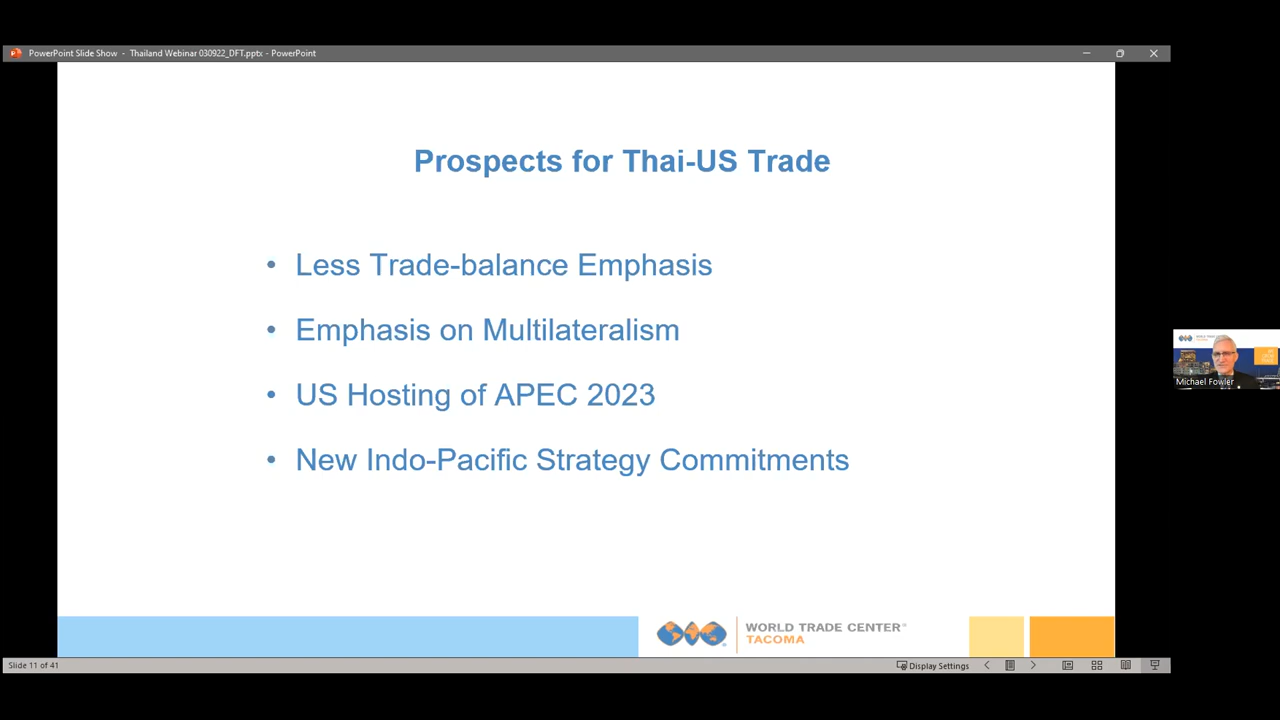 PowerPoint Slide Show - Thailand Webinar 030922_DFT.pptx - PowerPoint
Prospects for Thai-US Trade
• Less Trade-balance Emphasis
• Emphasis on Multilateralism
• US Hosting of APEC 2023
• New Indo-Pacific Strategy Commitments
Michael Fowler
WORLD TRADE CENTER
TACOMA
Slide 11 of 41
Display Settings